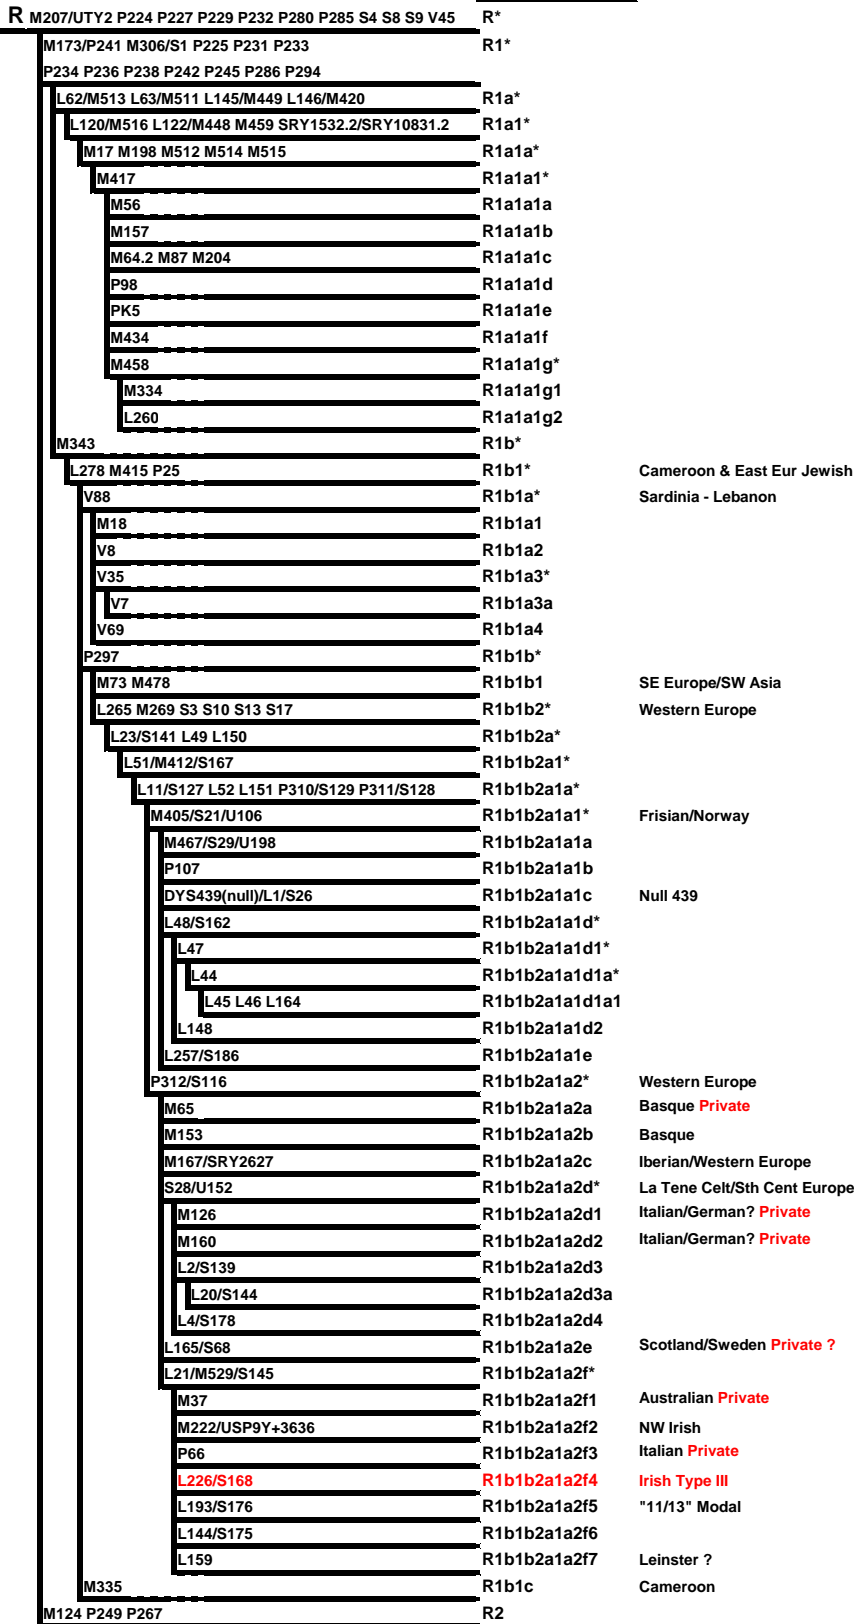 R M207/UTY2 P224 P227 P229 P232 P280 P285 S4 S8 S9 V45 R*
M173/P241 M306/S1 P225 P231 P233 R1*
P234 P236 P238 P242 P245 P286 P294
L62/M513 L63/M511 L145/M449 L146/M420 R1a*
L120/M516 L122/M448 M459 SRY1532.2/SRY10831.2 R1a1*
M17 M198 M512 M514 M515 R1a1a*
M417 R1a1a1*
M56 R1a1a1a
M157 R1a1a1b
M64.2 M87 M204 R1a1a1c
P98 R1a1a1d
PK5 R1a1a1e
M434 R1a1a1f
M458 R1a1a1g*
M334 R1a1a1g1
L260 R1a1a1g2
M343 R1b*
L278 M415 P25 R1b1* Cameroon & East Eur Jewish
V88 R1b1a* Sardinia - Lebanon
M18 R1b1a1
V8 R1b1a2
V35 R1b1a3*
V7 R1b1a3a
V69 R1b1a4
P297 R1b1b*
M73 M478 R1b1b1 SE Europe/SW Asia
L265 M269 S3 S10 S13 S17 R1b1b2* Western Europe
L23/S141 L49 L150 R1b1b2a*
L51/M412/S167 R1b1b2a1*
L11/S127 L52 L151 P310/S129 P311/S128 R1b1b2a1a*
M405/S21/U106 R1b1b2a1a1* Frisian/Norway
M467/S29/U198 R1b1b2a1a1a
P107 R1b1b2a1a1b
DYS439(null)/L1/S26 R1b1b2a1a1c Null 439
L48/S162 R1b1b2a1a1d*
L47 R1b1b2a1a1d1*
L44 R1b1b2a1a1d1a*
L45 L46 L164 R1b1b2a1a1d1a1
L148 R1b1b2a1a1d2
L257/S186 R1b1b2a1a1e
P312/S116 R1b1b2a1a2* Western Europe
M65 R1b1b2a1a2a Basque Private
M153 R1b1b2a1a2b Basque
M167/SRY2627 R1b1b2a1a2c Iberian/Western Europe
S28/U152 R1b1b2a1a2d* La Tene Celt/Sth Cent Europe
M126 R1b1b2a1a2d1 Italian/German? Private
M160 R1b1b2a1a2d2 Italian/German? Private
L2/S139 R1b1b2a1a2d3
L20/S144 R1b1b2a1a2d3a
L4/S178 R1b1b2a1a2d4
L165/S68 R1b1b2a1a2e Scotland/Sweden Private ?
L21/M529/S145 R1b1b2a1a2f*
M37 R1b1b2a1a2f1 Australian Private
M222/USP9Y+3636 R1b1b2a1a2f2 NW Irish
P66 R1b1b2a1a2f3 Italian Private
L226/S168 R1b1b2a1a2f4 Irish Type III
L193/S176 R1b1b2a1a2f5 "11/13" Modal
L144/S175 R1b1b2a1a2f6
L159 R1b1b2a1a2f7 Leinster ?
M335 R1b1c Cameroon
M124 P249 P267 R2